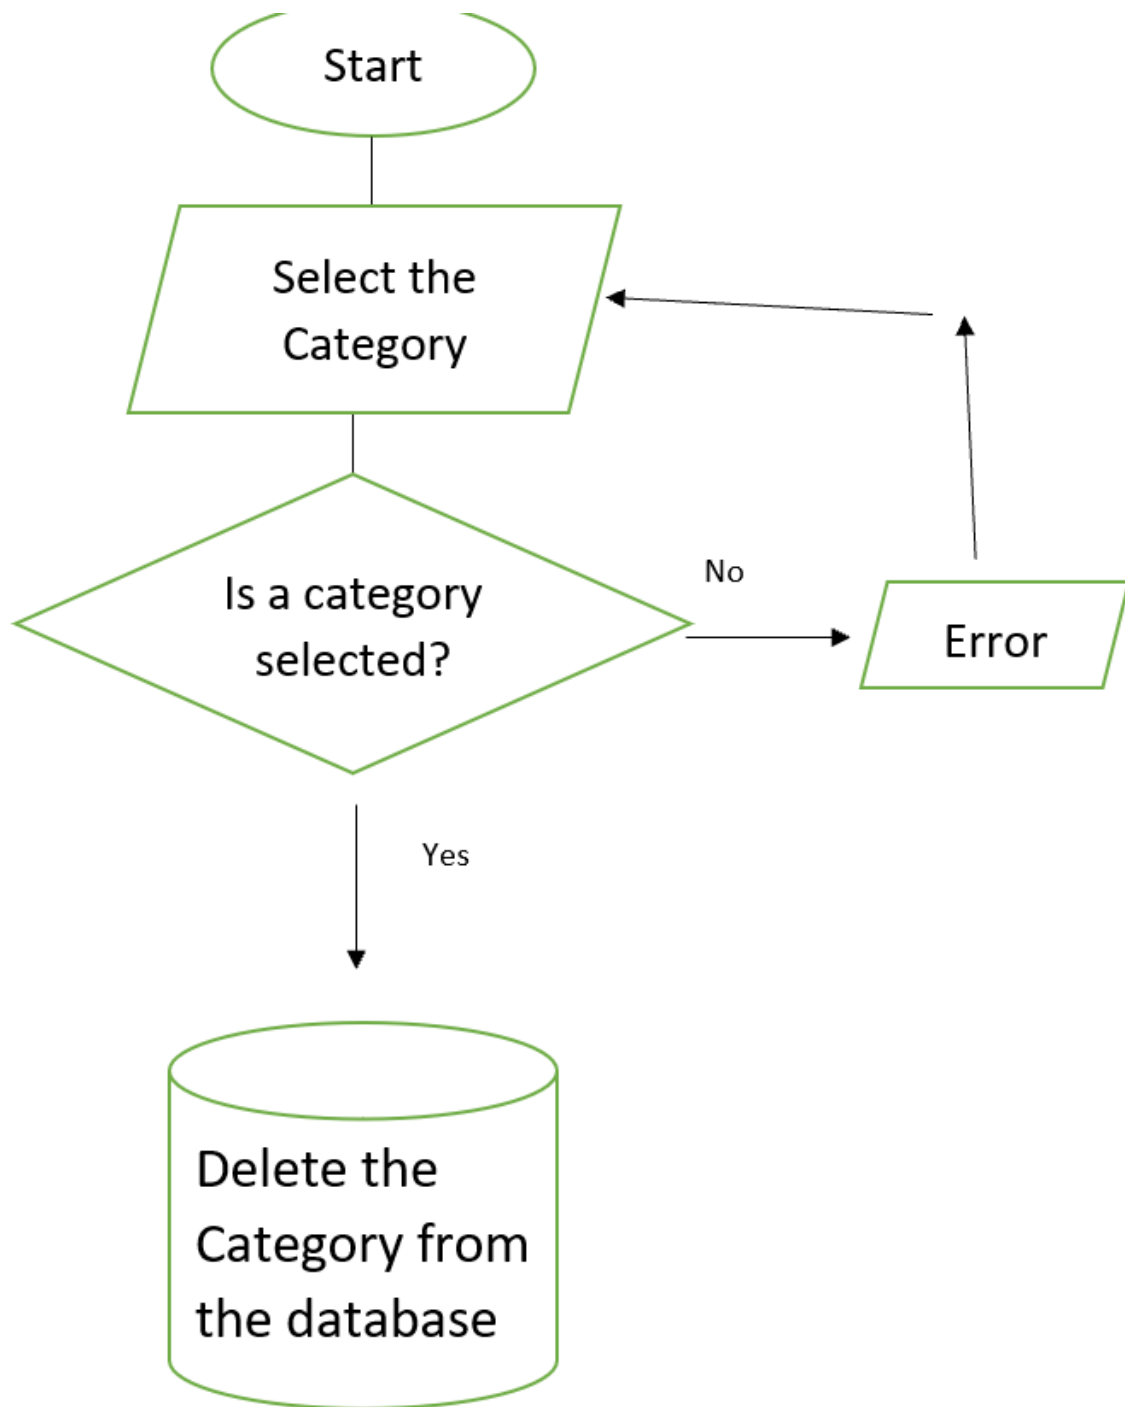 Start
Select the
Category
Is a category
selected?
No
Error
Yes
Delete the
Category from
the database